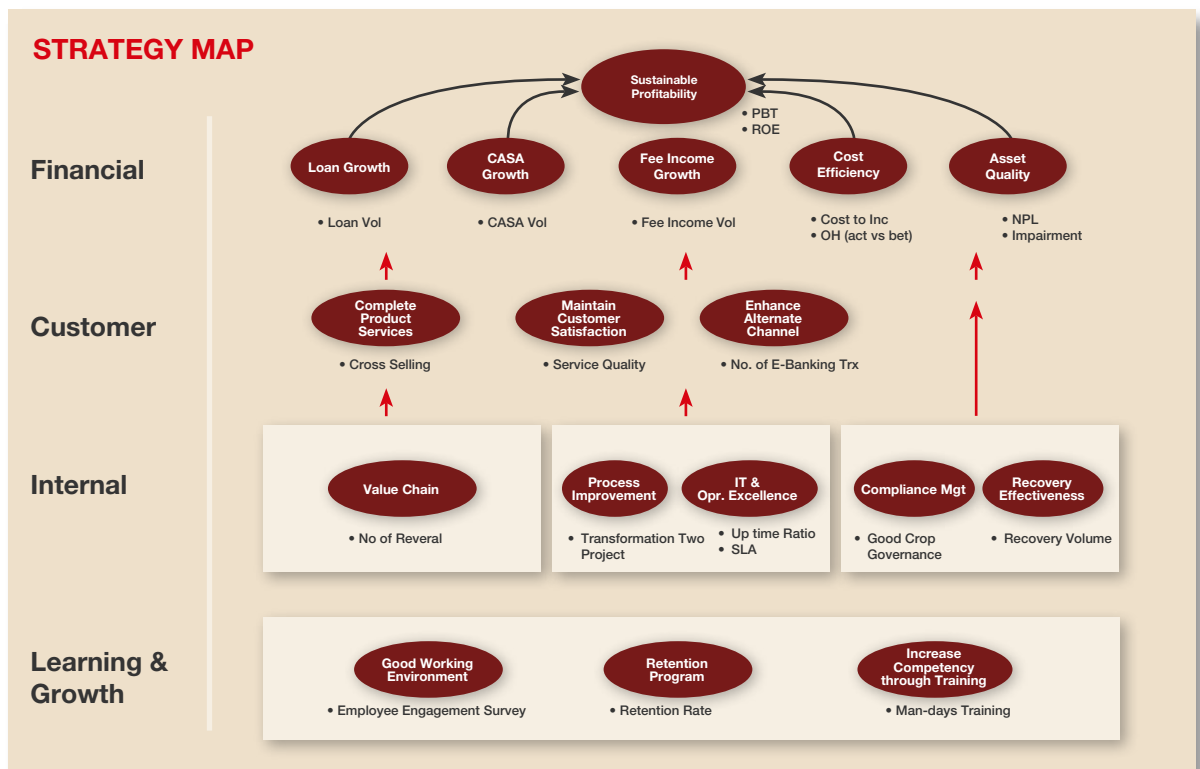 STRATEGY MAP
Sustainable
Profitability
• PBT
• ROE
Financial
Loan Growth
CASA
Growth
Fee Income
Growth
Cost
Efficiency
Asset
Quality
• Loan Vol
• CASA Vol
• Fee Income Vol
• Cost to Inc
• OH (act vs bet)
• NPL
• Impairment
Customer
Complete
Product
Services
Maintain
Customer
Satisfaction
Enhance
Alternate
Channel
• Cross Selling
• Service Quality
• No. of E-Banking Trx
Internal
Value Chain
Process
Improvement
IT &
Opr. Excellence
Compliance Mgt
Recovery
Effectiveness
• No of Reveral
• Transformation Two
Project
• Up time Ratio
• SLA
• Good Crop
Governance
• Recovery Volume
Learning &
Growth
Good Working
Environment
Retention
Program
Increase
Competency
through Training
• Employee Engagement Survey
• Retention Rate
• Man-days Training